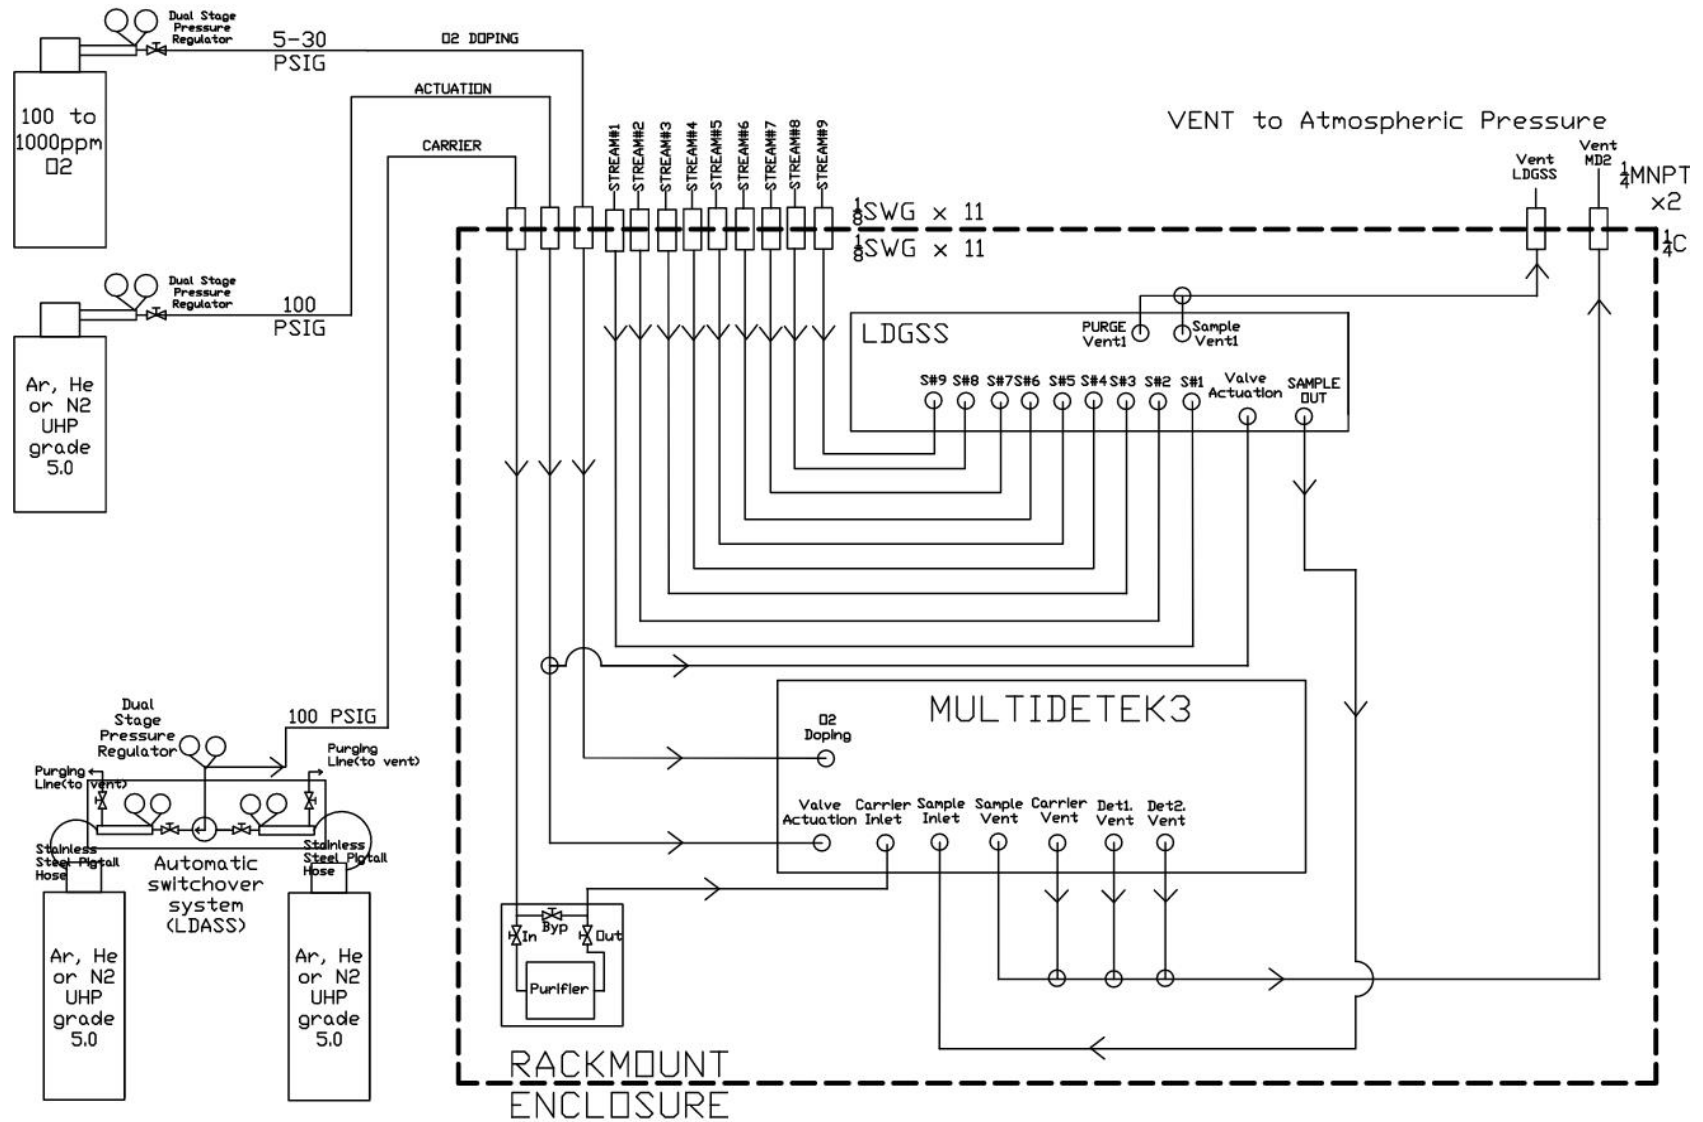 Dual Stage
Pressure
Regulator
5-30
PSIG
O2 DOPING
100 to
1000ppm
O2
ACTUATION
CARRIER
STREAM#1
STREAM#2
STREAM#3
STREAM#4
STREAM#5
STREAM#6
STREAM#7
STREAM#8
STREAM#9
1/8 SWG x 11
1/8 SWG x 11
VENT to Atmospheric Pressure
Vent
LDGSS
Vent
MD2
1/4 MNPT
x2
1/4 C
Dual Stage
Pressure
Regulator
100
PSIG
Ar, He
or N2
UHP
grade
5.0
LDGSS
PURGE
Vent1
Sample
Vent1
S#9 S#8 S#7 S#6 S#5 S#4 S#3 S#2 S#1
Valve
Actuation
SAMPLE
OUT
MULTIDETEK3
O2
Doping
Valve
Actuation
Carrier
Inlet
Sample
Inlet
Sample
Vent
Carrier
Vent
Det1.
Vent
Det2.
Vent
Dual
Stage
Pressure
Regulator
100 PSIG
Purging
Line(to vent)
Purging
Line(to vent)
Stainless
Steel Pigtail
Hose
Stainless
Steel Pigtail
Hose
Automatic
switchover
system
(LDASS)
Ar, He
or N2
UHP
grade
5.0
Ar, He
or N2
UHP
grade
5.0
In
Byp
Out
Purifier
RACKMOUNT
ENCLOSURE